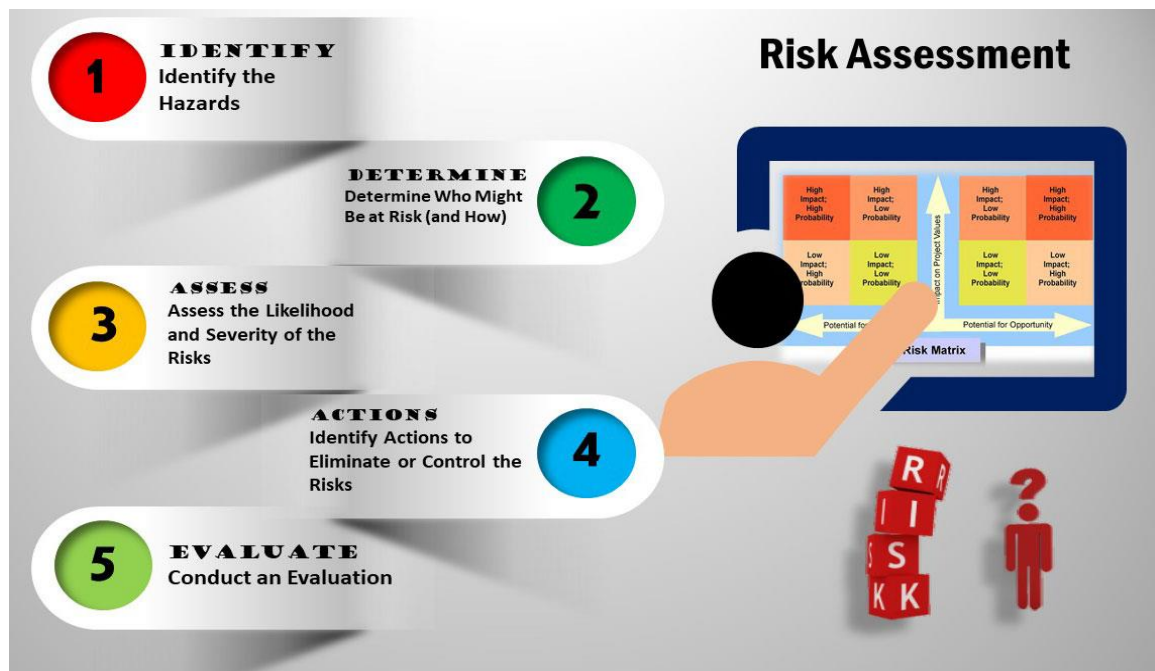 Risk Assessment
1
IDENTIFY
Identify the
Hazards
DETERMINE
Determine Who Might
Be at Risk (and How)
2
3
ASSESS
Assess the Likelihood
and Severity of the
Risks
ACTIONS
Identify Actions to
Eliminate or Control the
Risks
4
5
EVALUATE
Conduct an Evaluation
High
Impact;
High
Probability
High
Impact;
Low
Probability
High
Impact;
Low
Probability
High
Impact;
High
Probability
Low
Impact;
High
Probability
Low
Impact;
Low
Probability
Low
Impact;
Low
Probability
Low
Impact;
High
Probability
Impact on Project Values
Potential for
Potential for Opportunity
Risk Matrix
R R
I I
S S
K K
?